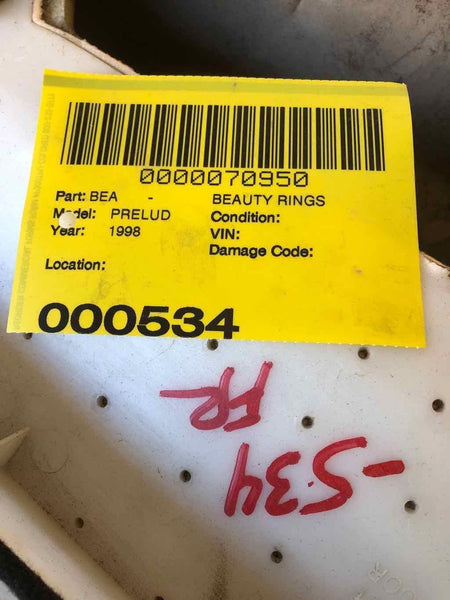 0000070950
Part: BEA - BEAUTY RINGS
Model: PRELUD Condition:
Year: 1998 VIN:
Damage Code:
Location:
000534
FR-
-534